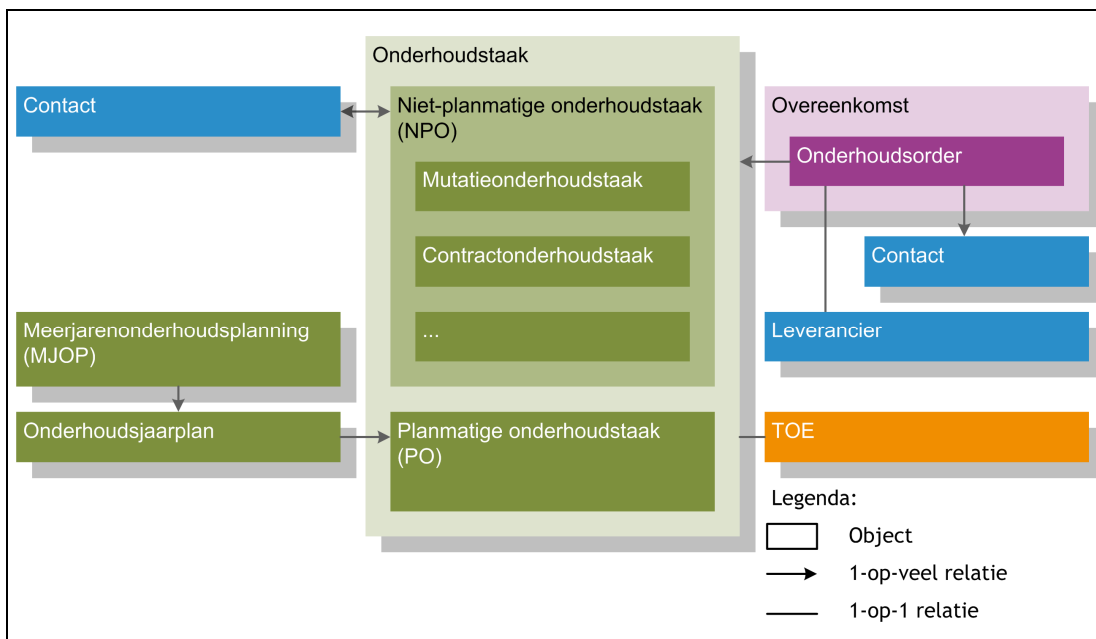 Onderhoudstaak
Contact
Niet-planmatige onderhoudstaak
(NPO)
Mutatieonderhoudstaak
Contractonderhoudstaak
...
Overeenkomst
Onderhoudsorder
Contact
Leverancier
Meerjarenonderhoudsplanning
(MJOP)
Onderhoudsjaarplan
Planmatige onderhoudstaak
(PO)
TOE
Legenda:
Object
1-op-veel relatie
1-op-1 relatie